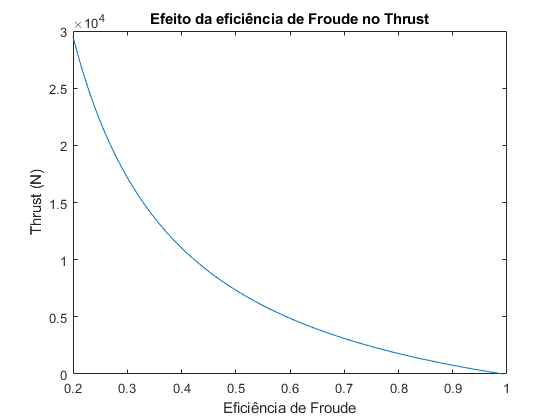 Efeito da eficiência de Froude no Thrust
×10^4
3
2.5
2
1.5
1
0.5
0
Thrust (N)
0.2 0.3 0.4 0.5 0.6 0.7 0.8 0.9 1
Eficiência de Froude